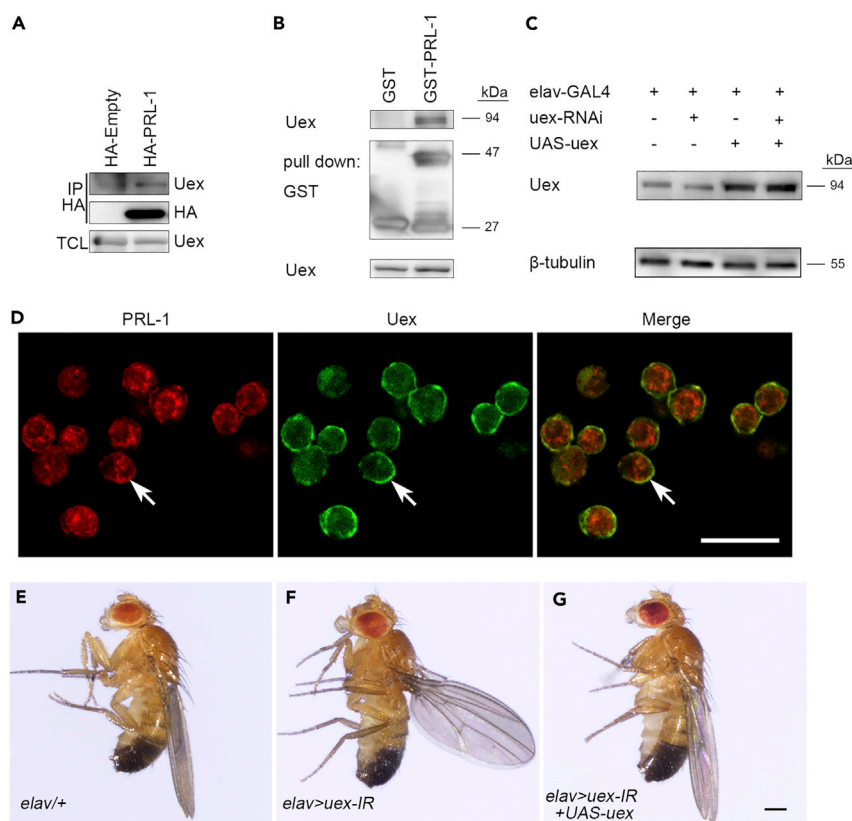 A
HA-Empty
HA-PRL-1
IP
HA
Uex
HA
TCL
Uex
B
GST
GST-PRL-1
kDa
Uex
94
pull down:
GST
47
27
Uex
C
elav-GAL4 + + + +
uex-RNAi - + - +
UAS-uex - - + +
kDa
Uex
94
β-tubulin
55
D
PRL-1
Uex
Merge
E
elav/+
F
elav>uex-IR
G
elav>uex-IR
+UAS-uex